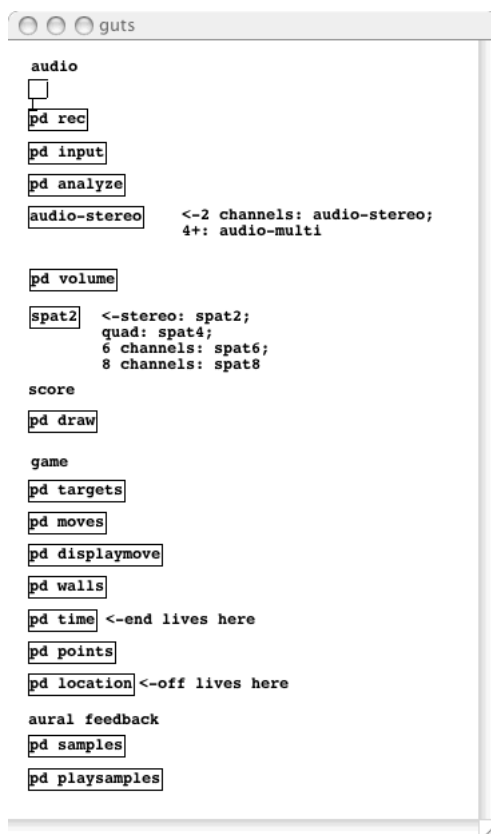 guts
audio
pd rec
pd input
pd analyze
audio-stereo <-2 channels: audio-stereo;
4+: audio-multi
pd volume
spat2 <-stereo: spat2;
quad: spat4;
6 channels: spat6;
8 channels: spat8
score
pd draw
game
pd targets
pd moves
pd displaymove
pd walls
pd time <-end lives here
pd points
pd location <-off lives here
aural feedback
pd samples
pd playsamples